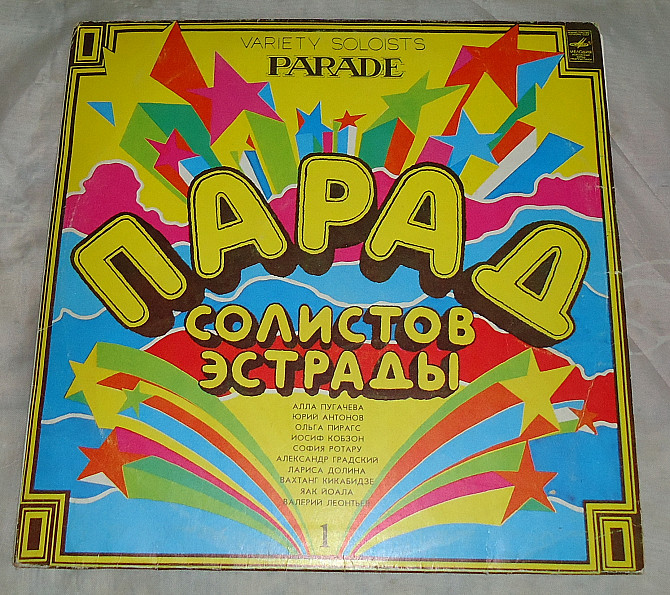 VARIETY SOLOISTS
PARADE
МЕЛОДИЯ
ПАРАД
СОЛИСТОВ
ЭСТРАДЫ
АЛЛА ПУГАЧЕВА
ЮРИЙ АНТОНОВ
ОЛЬГА ПИРАГС
ИОСИФ КОБЗОН
СОФИЯ РОТАРУ
АЛЕКСАНДР ГРАДСКИЙ
ЛАРИСА ДОЛИНА
ВАХТАНГ КИКАБИДЗЕ
ЯАК ЙОАЛА
ВАЛЕРИЙ ЛЕОНТЬЕВ
1